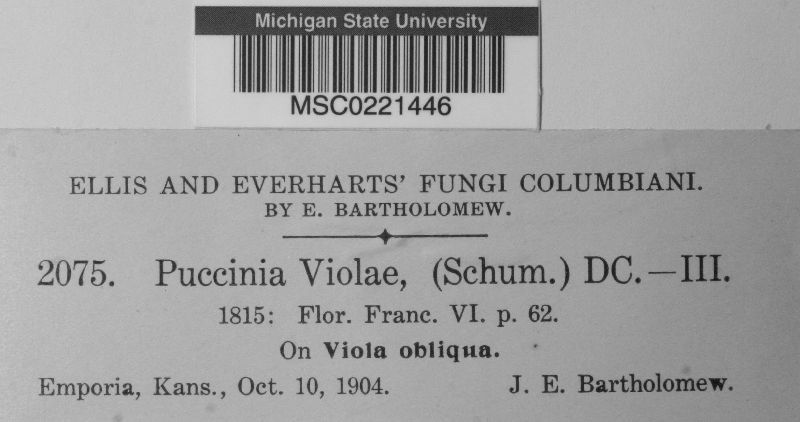 Michigan State University
MSC0221446
ELLIS AND EVERHARTS' FUNGI COLUMBIANI.
BY E. BARTHOLOMEW.
2075. Puccinia Violae, (Schum.) DC.—III.
1815: Flor. Franc. VI. p. 62.
On Viola obliqua.
Emporia, Kans., Oct. 10, 1904. J. E. Bartholomew.